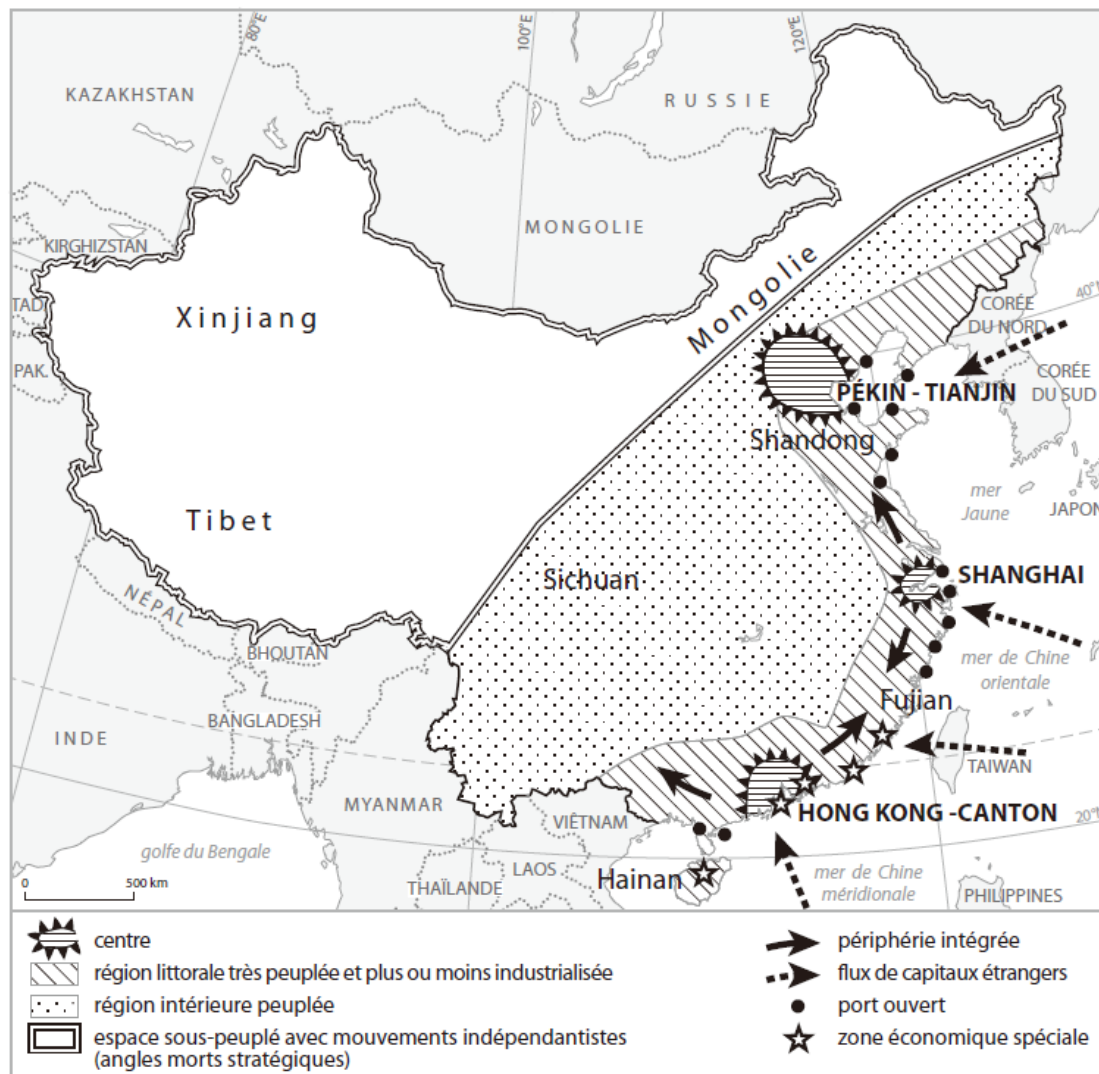 80°E
100°E
120°E
KAZAKHSTAN
RUSSIE
MONGOLIE
KIRGHIZSTAN
TAD.
PAK.
Xinjiang
Mongolie
CORÉE
DU NORD
40°N
CORÉE
DU SUD
PÉKIN - TIANJIN
Shandong
mer
Jaune
JAPON
Tibet
Sichuan
SHANGHAI
NÉPAL
BHOUTAN
mer de Chine
orientale
Fujian
BANGLADESH
INDE
TAIWAN
MYANMAR
VIÊTNAM
HONG KONG -CANTON
20°N
golfe du Bengale
LAOS
THAÏLANDE
Hainan
mer de Chine
méridionale
PHILIPPINES
0 500 km
centre
région littorale très peuplée et plus ou moins industrialisée
région intérieure peuplée
espace sous-peuplé avec mouvements indépendantistes
(angles morts stratégiques)
périphérie intégrée
flux de capitaux étrangers
port ouvert
zone économique spéciale